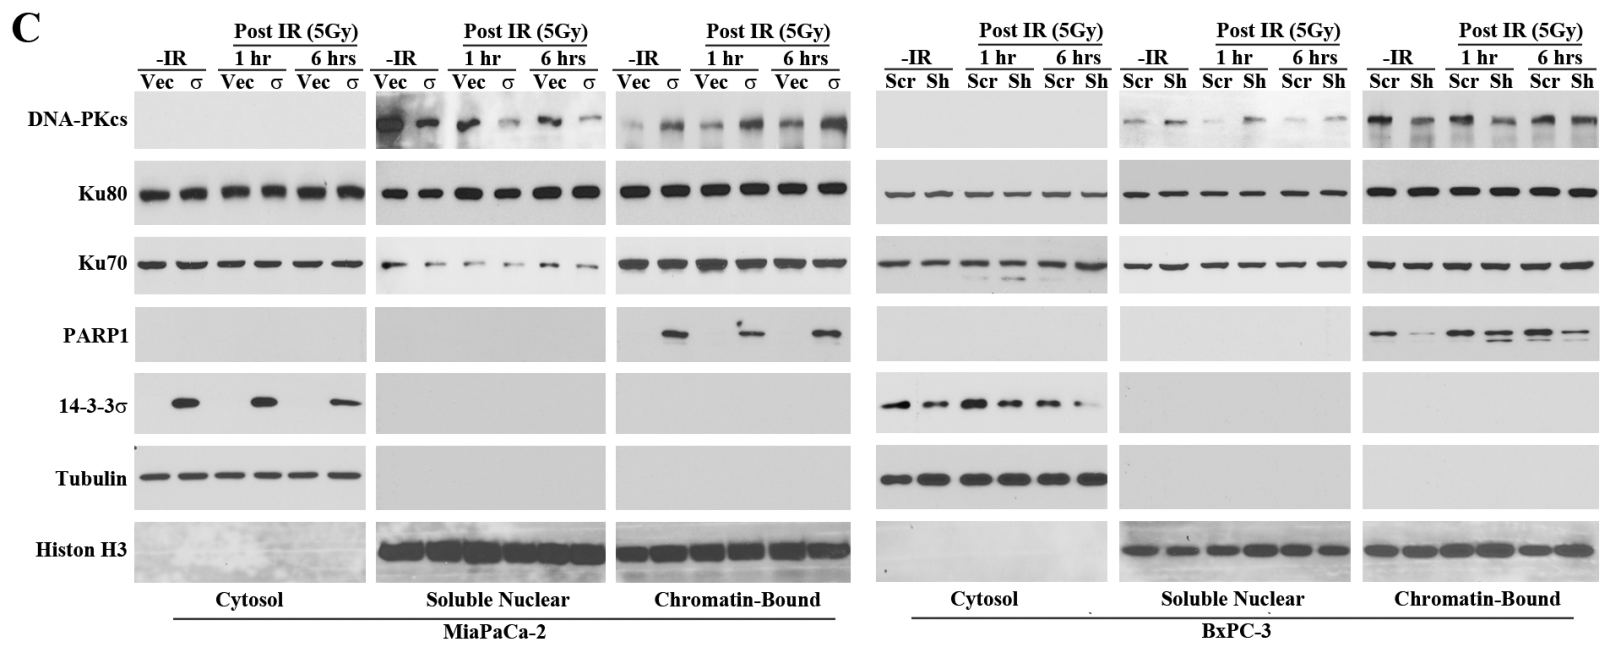 C
Post IR (5Gy) Post IR (5Gy) Post IR (5Gy) Post IR (5Gy) Post IR (5Gy) Post IR (5Gy)
-IR 1 hr 6 hrs -IR 1 hr 6 hrs -IR 1 hr 6 hrs -IR 1 hr 6 hrs -IR 1 hr 6 hrs -IR 1 hr 6 hrs
Vec σ Vec σ Vec σ Vec σ Vec σ Vec σ Vec σ Vec σ Vec σ Scr Sh Scr Sh Scr Sh Scr Sh Scr Sh Scr Sh Scr Sh Scr Sh Scr Sh
DNA-PKcs
Ku80
Ku70
PARP1
14-3-3σ
Tubulin
Histon H3
Cytosol Soluble Nuclear Chromatin-Bound Cytosol Soluble Nuclear Chromatin-Bound
MiaPaCa-2 BxPC-3